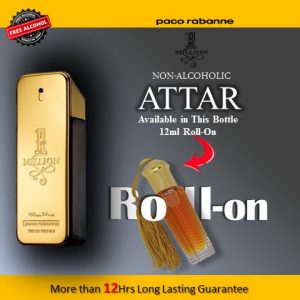 paco rabanne
1
MILLION
FREE ALCOHOL
NON-ALCOHOLIC
ATTAR
Available in This Bottle
12ml Roll-On
1
MILLION
paco rabanne
Roll-on
More than 12Hrs Long Lasting Guarantee